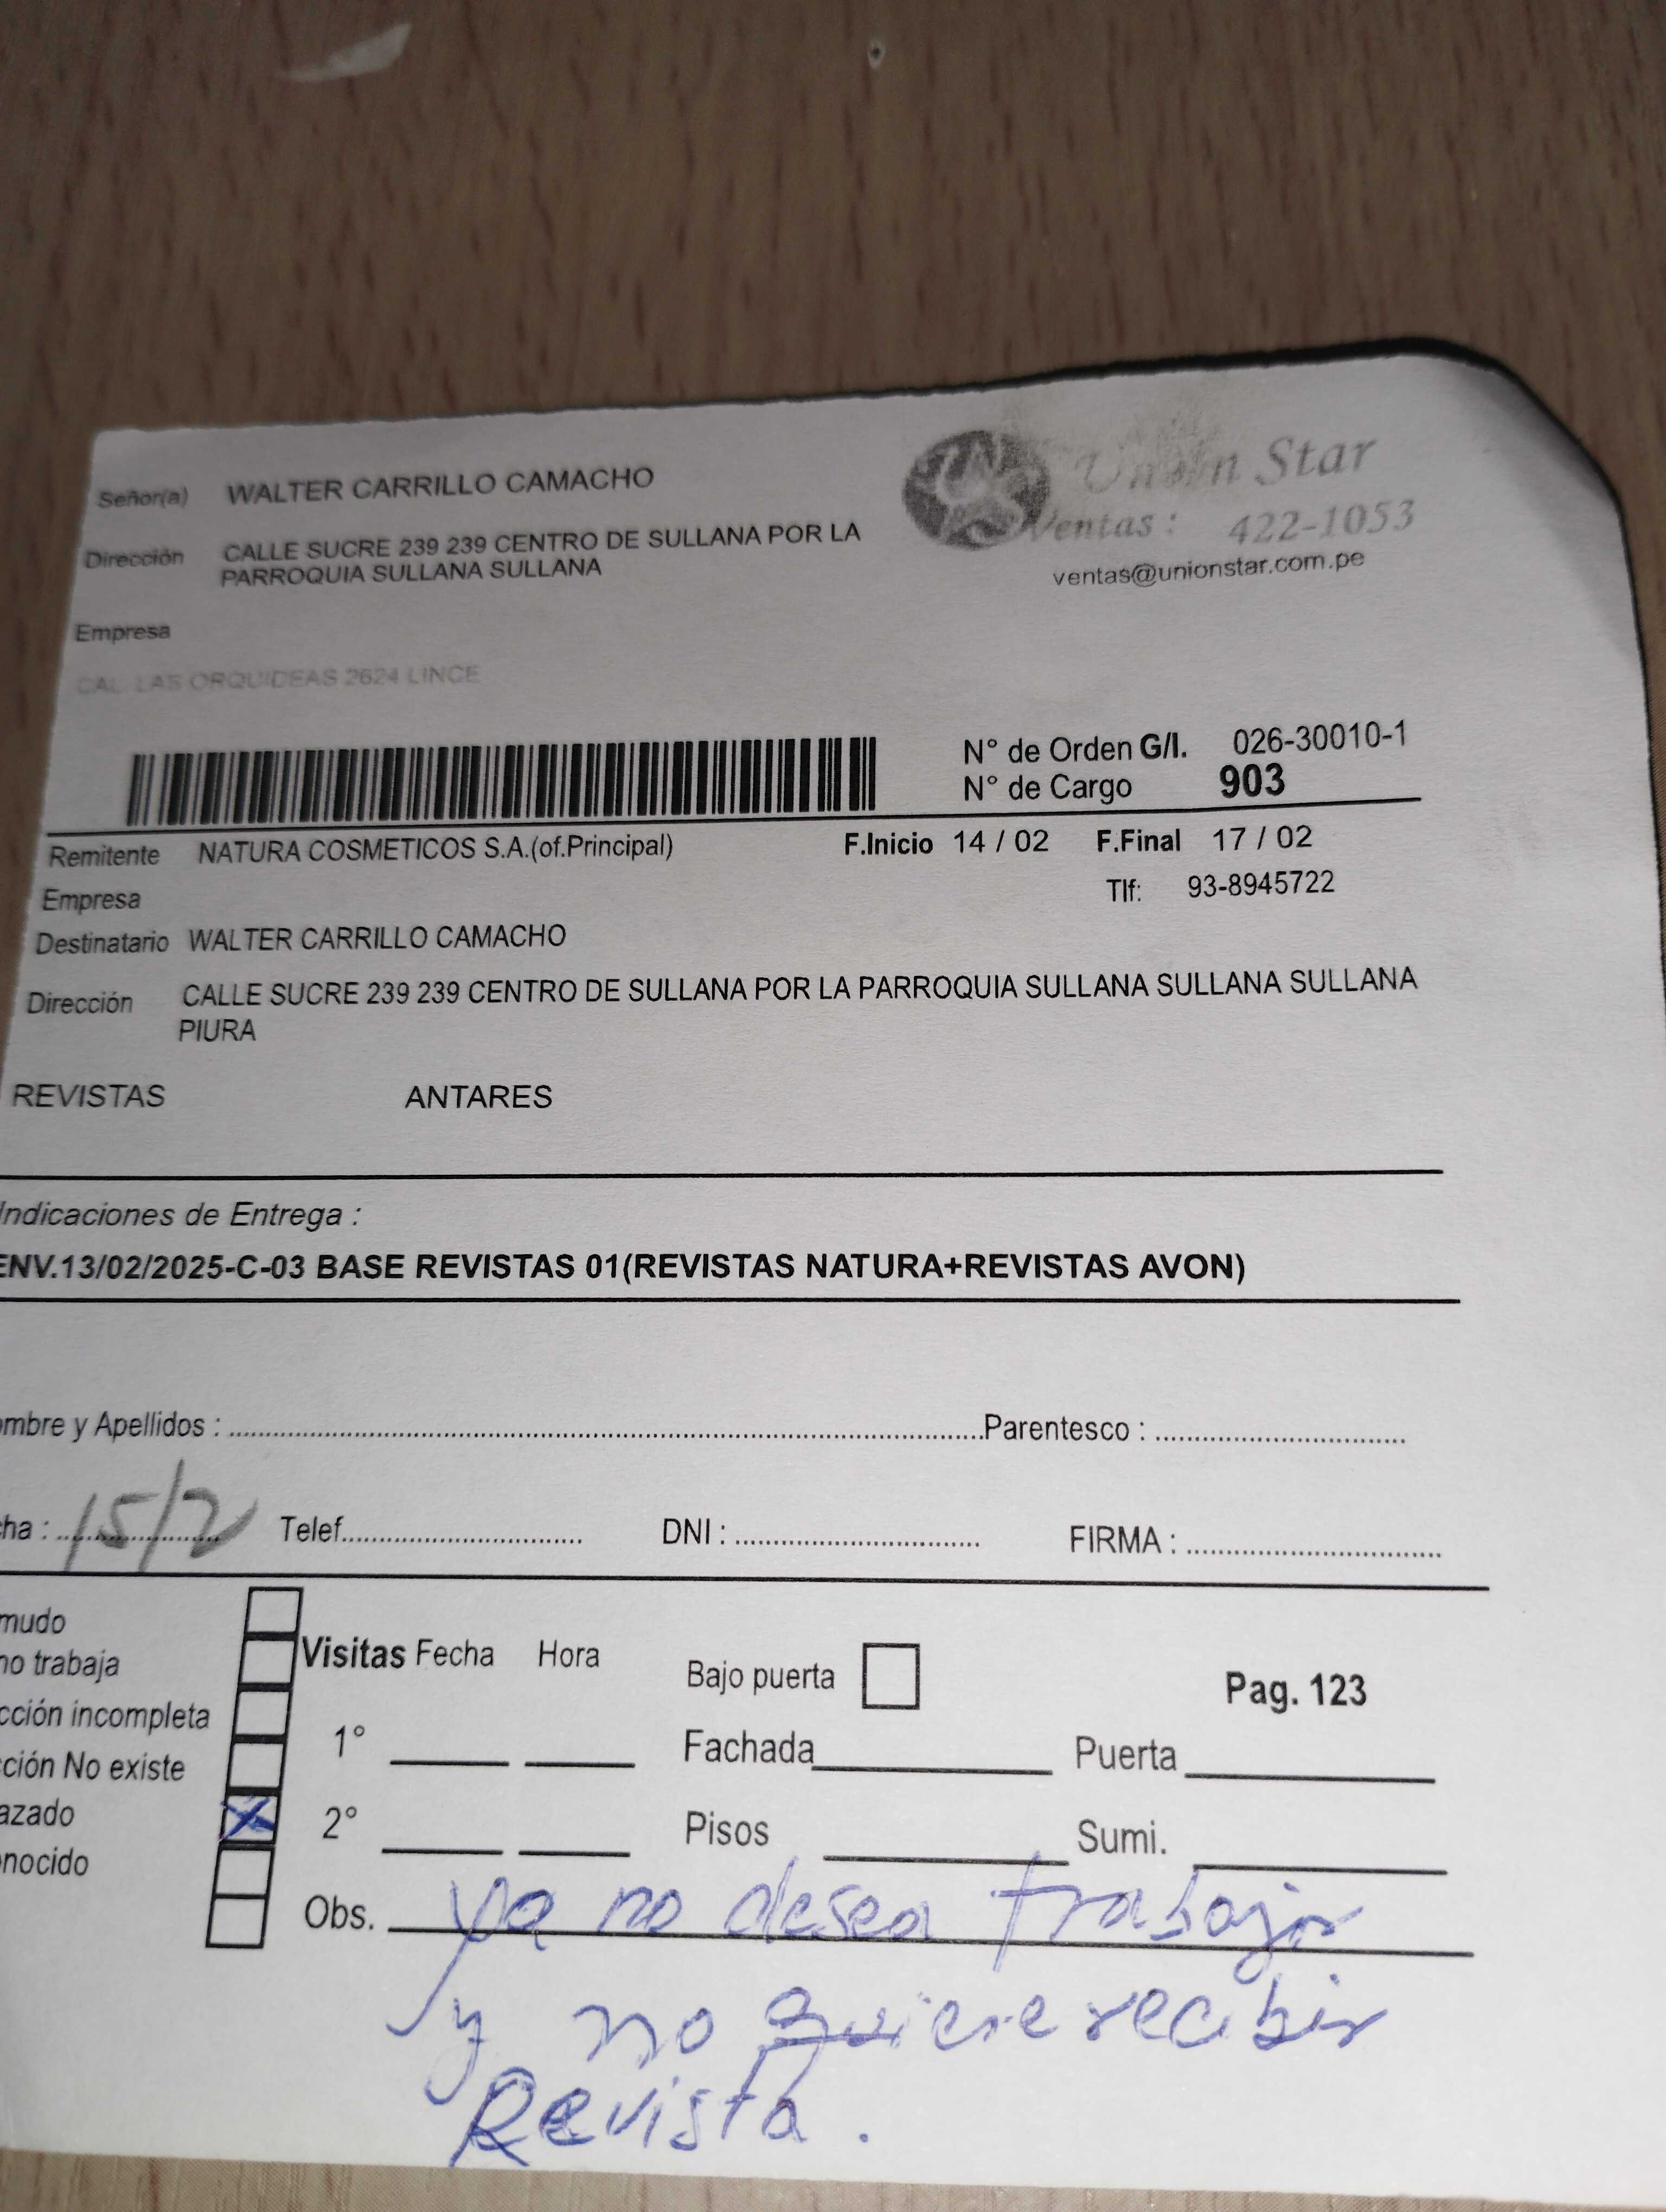 Señor(a) WALTER CARRILLO CAMACHO
Union Star
Ventas : 422-1053
ventas@unionstar.com.pe
Dirección CALLE SUCRE 239 239 CENTRO DE SULLANA POR LA
PARROQUIA SULLANA SULLANA
Empresa
CAL. LAS ORQUIDEAS 2624 LINCE
N° de Orden G/I. 026-30010-1
N° de Cargo 903
Remitente NATURA COSMETICOS S.A.(of.Principal) F.Inicio 14 / 02 F.Final 17 / 02
Empresa Tlf: 93-8945722
Destinatario WALTER CARRILLO CAMACHO
Dirección CALLE SUCRE 239 239 CENTRO DE SULLANA POR LA PARROQUIA SULLANA SULLANA SULLANA
PIURA
REVISTAS ANTARES
Indicaciones de Entrega :
ENV.13/02/2025-C-03 BASE REVISTAS 01(REVISTAS NATURA+REVISTAS AVON)
ombre y Apellidos : Parentesco :
ha : 15/2 Telef. DNI : FIRMA :
mudo
no trabaja
cción incompleta
cción No existe
azado
nocido
Visitas Fecha Hora
1°
2°
Bajo puerta Pag. 123
Fachada Puerta
Pisos Sumi.
Obs. ya no desea trabajar
y no quiere recibir
Revista.